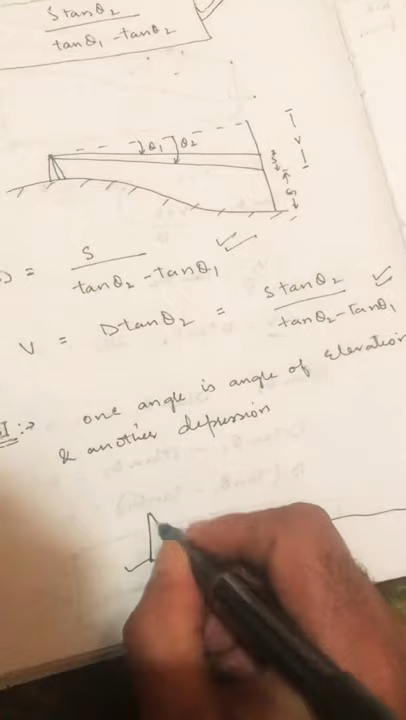 S tanθ2
tanθ1 - tanθ2
θ1 θ2
V
S
S
= tanθ2 - tanθ1
V = D tanθ2 = S tanθ2
tanθ2 - tanθ1
I :→ one angle is angle of elevation
& another depression